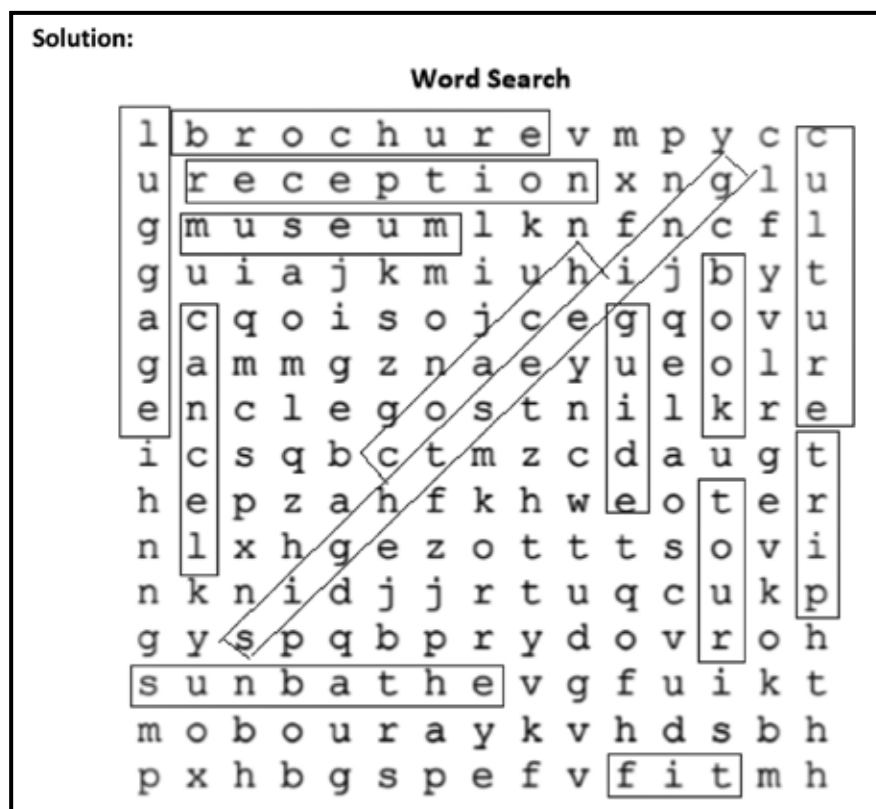 Solution:
Word Search
l b r o c h u r e v m p y c c
u r e c e p t i o n x n g l u
g m u s e u m l k n f n c f l
g u i a j k m i u h i j b y t
a c q o i s o j c e g q o v u
g a m m g z n a e y u e o l r
e n c l e g o s t n i l k r e
i c s q b c t m z c d a u g t
h e p z a h f k h w e o t e r
n l x h g e z o t t t s o v i
n k n i d j j r t u q c u k p
g y s p q b p r y d o v r o h
s u n b a t h e v g f u i k t
m o b o u r a y k v h d s b h
p x h b g s p e f v f i t m h